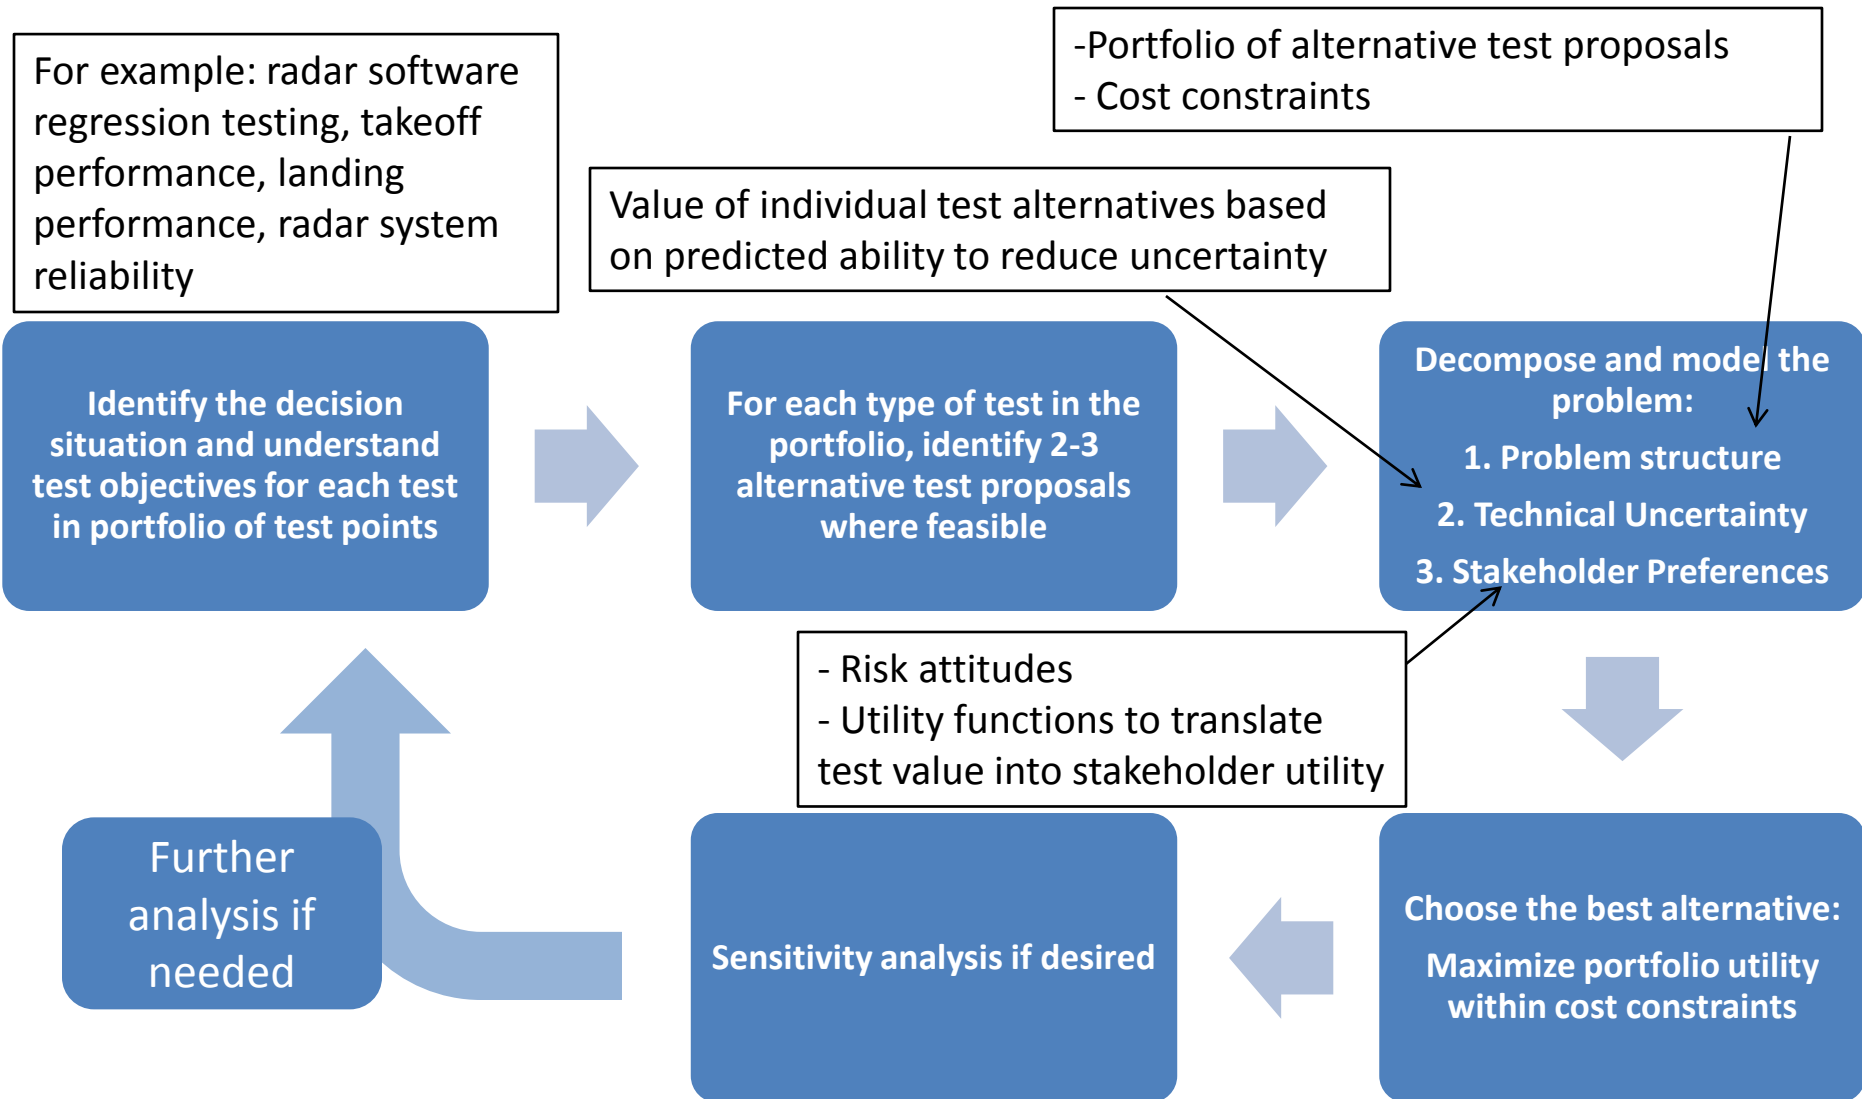 For example: radar software
regression testing, takeoff
performance, landing
performance, radar system
reliability
-Portfolio of alternative test proposals
- Cost constraints
Value of individual test alternatives based
on predicted ability to reduce uncertainty
Identify the decision
situation and understand
test objectives for each test
in portfolio of test points
For each type of test in the
portfolio, identify 2-3
alternative test proposals
where feasible
Decompose and model the
problem:
1. Problem structure
2. Technical Uncertainty
3. Stakeholder Preferences
- Risk attitudes
- Utility functions to translate
test value into stakeholder utility
Choose the best alternative:
Maximize portfolio utility
within cost constraints
Sensitivity analysis if desired
Further
analysis if
needed